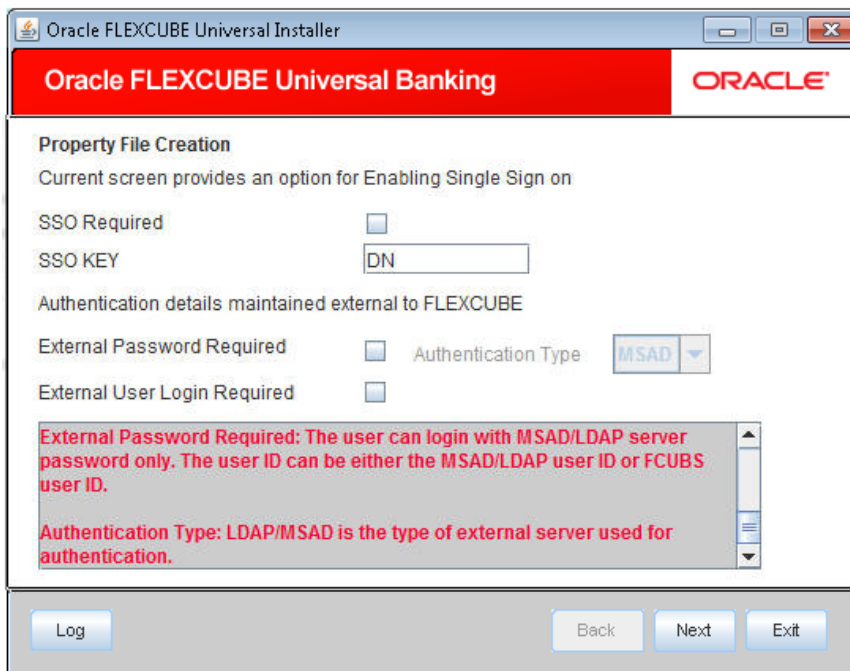 Oracle FLEXCUBE Universal Installer
Oracle FLEXCUBE Universal Banking
ORACLE
Property File Creation
Current screen provides an option for Enabling Single Sign on
SSO Required
SSO KEY DN
Authentication details maintained external to FLEXCUBE
External Password Required Authentication Type MSAD
External User Login Required
External Password Required: The user can login with MSAD/LDAP server
password only. The user ID can be either the MSAD/LDAP user ID or FCUBS
user ID.
Authentication Type: LDAP/MSAD is the type of external server used for
authentication.
Log Back Next Exit